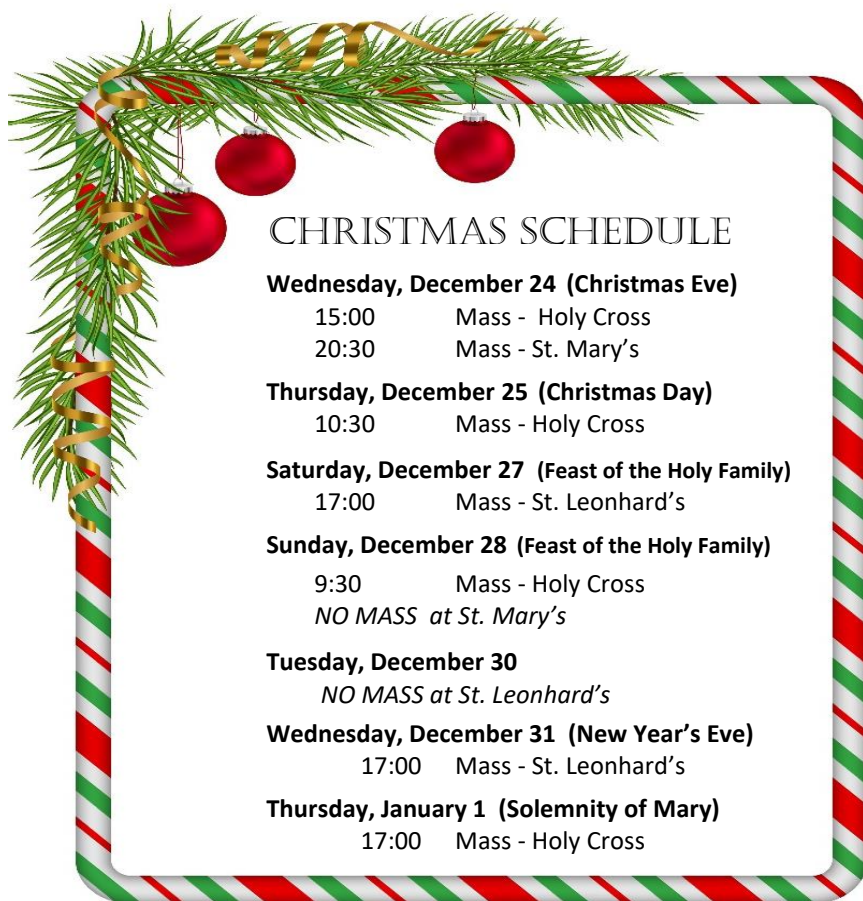 CHRISTMAS SCHEDULE
Wednesday, December 24 (Christmas Eve)
15:00 Mass - Holy Cross
20:30 Mass - St. Mary’s
Thursday, December 25 (Christmas Day)
10:30 Mass - Holy Cross
Saturday, December 27 (Feast of the Holy Family)
17:00 Mass - St. Leonhard’s
Sunday, December 28 (Feast of the Holy Family)
9:30 Mass - Holy Cross
NO MASS at St. Mary’s
Tuesday, December 30
NO MASS at St. Leonhard’s
Wednesday, December 31 (New Year’s Eve)
17:00 Mass - St. Leonhard’s
Thursday, January 1 (Solemnity of Mary)
17:00 Mass - Holy Cross